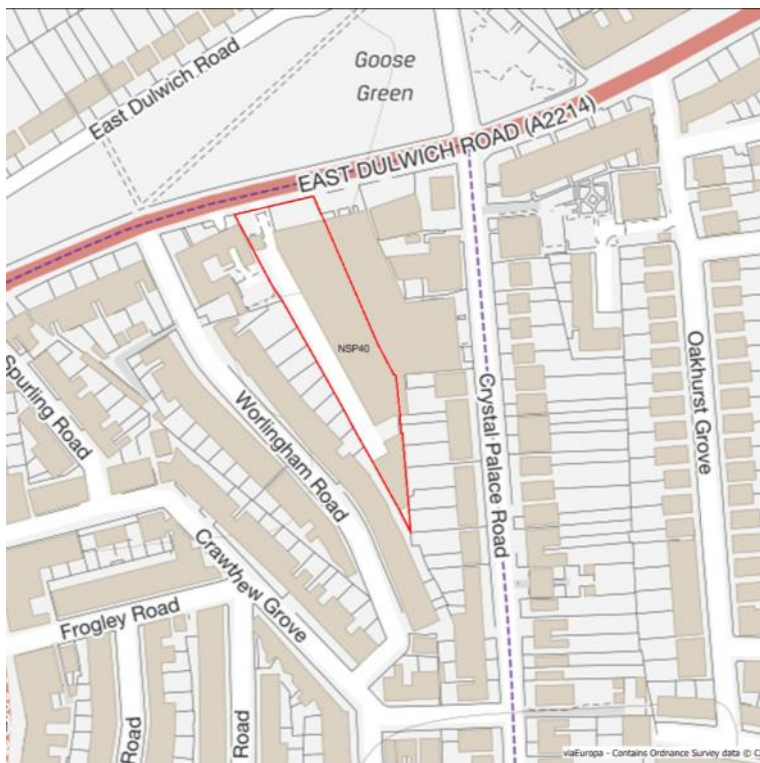 Goose
Green
East Dulwich Road
EAST DULWICH ROAD (A2214)
NSP40
Spurling Road
Worlingham Road
Crystal Palace Road
Oakhurst Grove
Crawthew Grove
Frogley Road
Road
Road
viaEuropa - Contains Ordnance Survey data © C